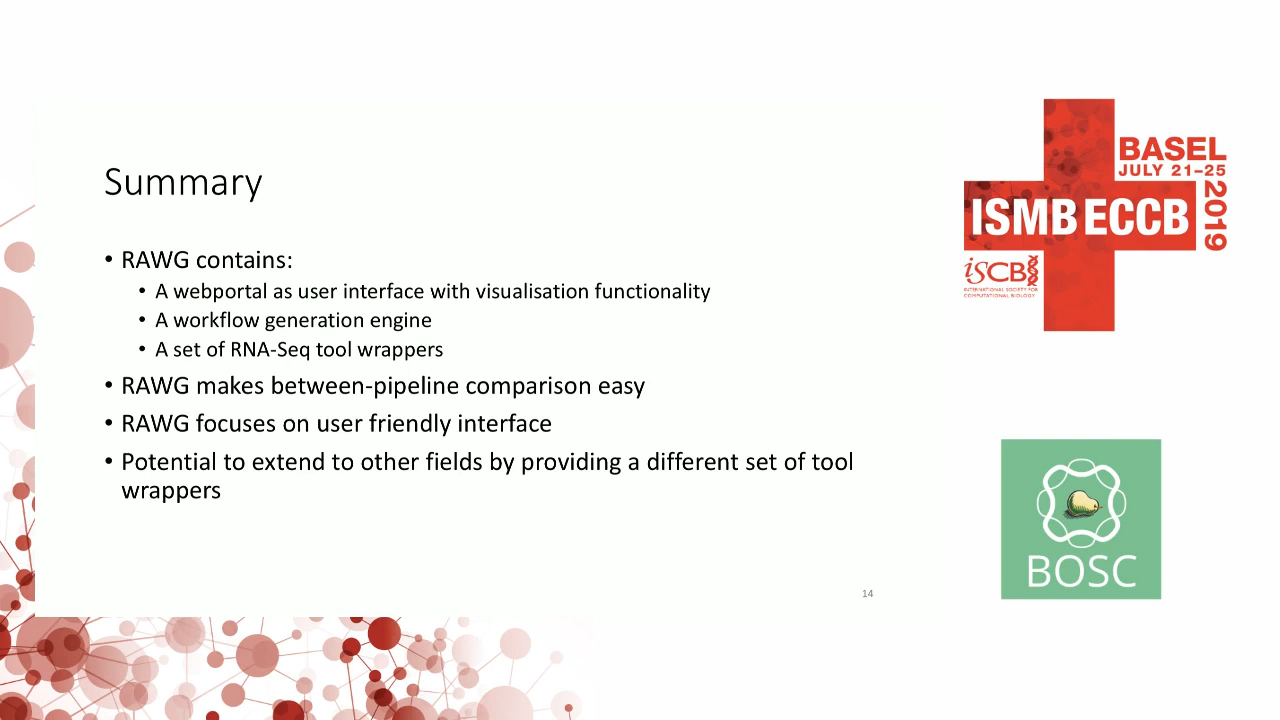 Summary
• RAWG contains:
• A webportal as user interface with visualisation functionality
• A workflow generation engine
• A set of RNA-Seq tool wrappers
• RAWG makes between-pipeline comparison easy
• RAWG focuses on user friendly interface
• Potential to extend to other fields by providing a different set of tool
wrappers
14
BASEL
JULY 21–25
2019
ISMB ECCB
ISCB
INTERNATIONAL SOCIETY FOR
COMPUTATIONAL BIOLOGY
BOSC